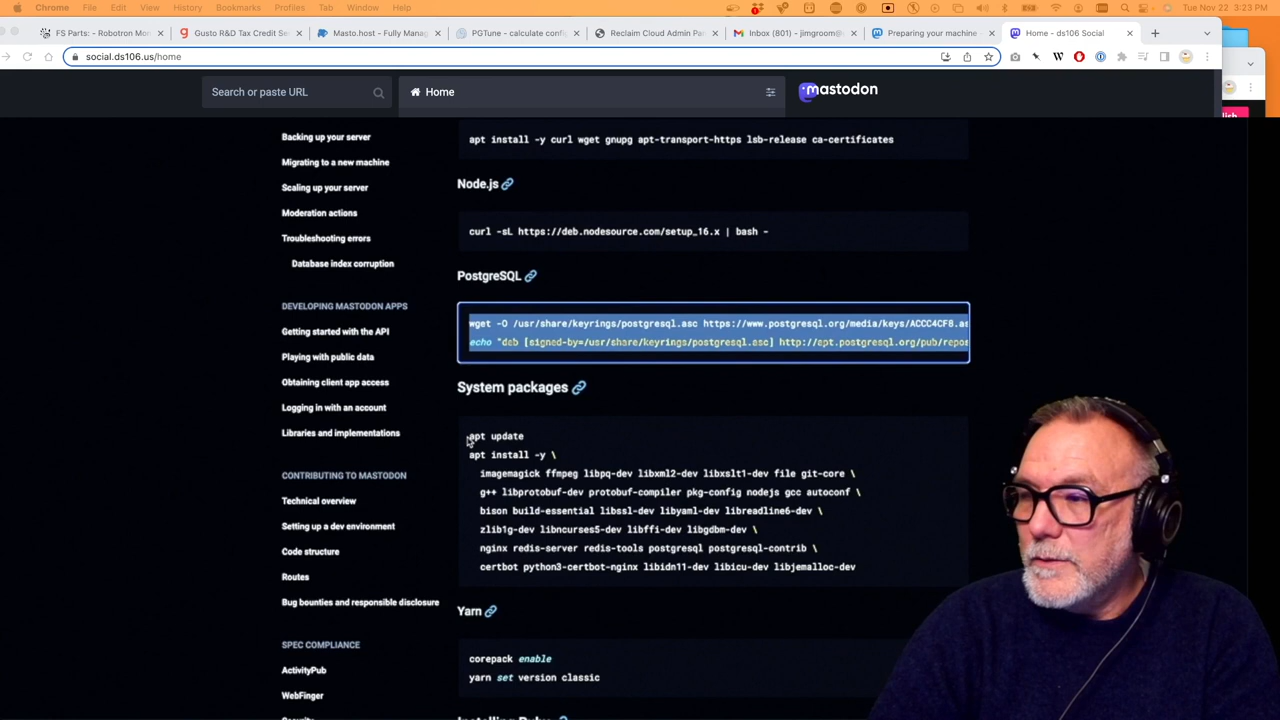 Chrome File Edit View History Bookmarks Profiles Tab Window Help Tue Nov 22 3:23 PM
FS Parts: - Robotron Mon Gusto R&D Tax Credit Se Masto.host - Fully Manag PGTune - calculate confi Reclaim Cloud Admin Pa Inbox (801) - jimgroom@ Preparing your machine - Home - ds106 Social
social.ds106.us/home
Search or paste URL
Home
mastodon
Backing up your server
Migrating to a new machine
Scaling up your server
Moderation actions
Troubleshooting errors
Database index corruption
DEVELOPING MASTODON APPS
Getting started with the API
Playing with public data
Obtaining client app access
Logging in with an account
Libraries and implementations
CONTRIBUTING TO MASTODON
Technical overview
Setting up a dev environment
Code structure
Routes
Bug bounties and responsible disclosure
SPEC COMPLIANCE
ActivityPub
WebFinger
apt install -y curl wget gnupg apt-transport-https lsb-release ca-certificates
Node.js
curl -sL https://deb.nodesource.com/setup_16.x | bash -
PostgreSQL
wget -O /usr/share/keyrings/postgresql.asc https://www.postgresql.org/media/keys/ACCC4CF8.as
echo "deb [signed-by=/usr/share/keyrings/postgresql.asc] http://apt.postgresql.org/pub/repos
System packages
apt update
apt install -y \
imagemagick ffmpeg libpq-dev libxml2-dev libxslt1-dev file git-core \
g++ libprotobuf-dev protobuf-compiler pkg-config nodejs gcc autoconf \
bison build-essential libssl-dev libyaml-dev libreadline6-dev \
zlib1g-dev libncurses5-dev libffi-dev libgdbm-dev \
nginx redis-server redis-tools postgresql postgresql-contrib \
certbot python3-certbot-nginx libidn11-dev libicu-dev libjemalloc-dev
Yarn
corepack enable
yarn set version classic